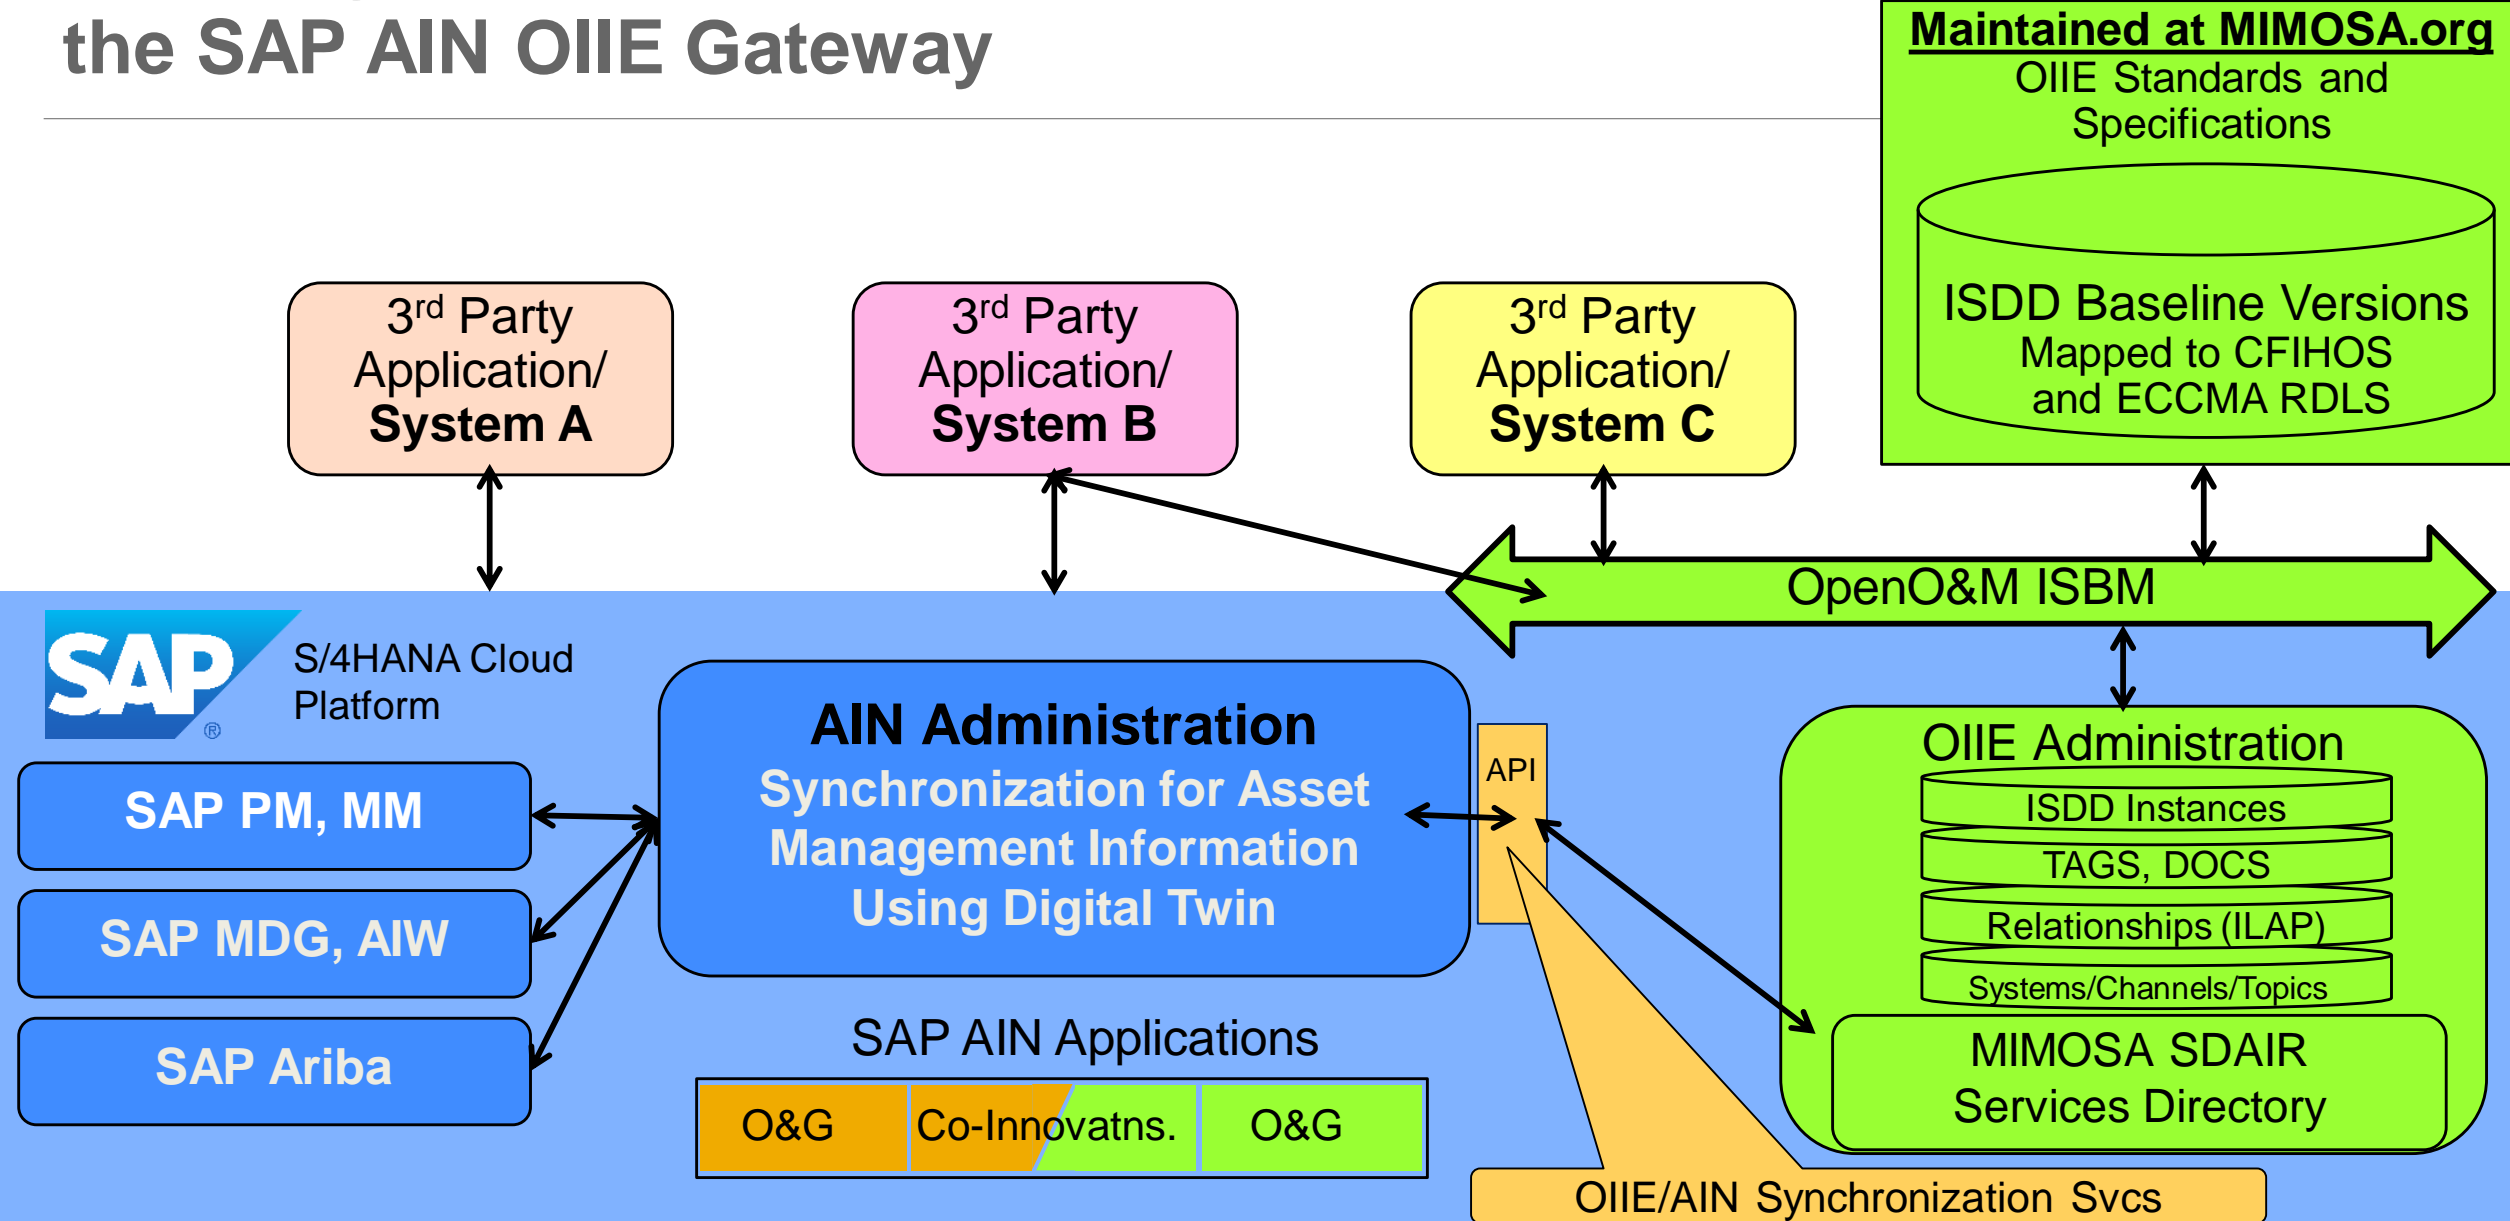 the SAP AIN OIIE Gateway
Maintained at MIMOSA.org
OIIE Standards and
Specifications
ISDD Baseline Versions
Mapped to CFIHOS
and ECCMA RDLS
3rd Party
Application/
System A
3rd Party
Application/
System B
3rd Party
Application/
System C
OpenO&M ISBM
SAP
®
S/4HANA Cloud
Platform
SAP PM, MM
SAP MDG, AIW
SAP Ariba
AIN Administration
Synchronization for Asset
Management Information
Using Digital Twin
API
OIIE Administration
ISDD Instances
TAGS, DOCS
Relationships (ILAP)
Systems/Channels/Topics
MIMOSA SDAIR
Services Directory
SAP AIN Applications
O&G
Co-Innovatns.
O&G
OIIE/AIN Synchronization Svcs